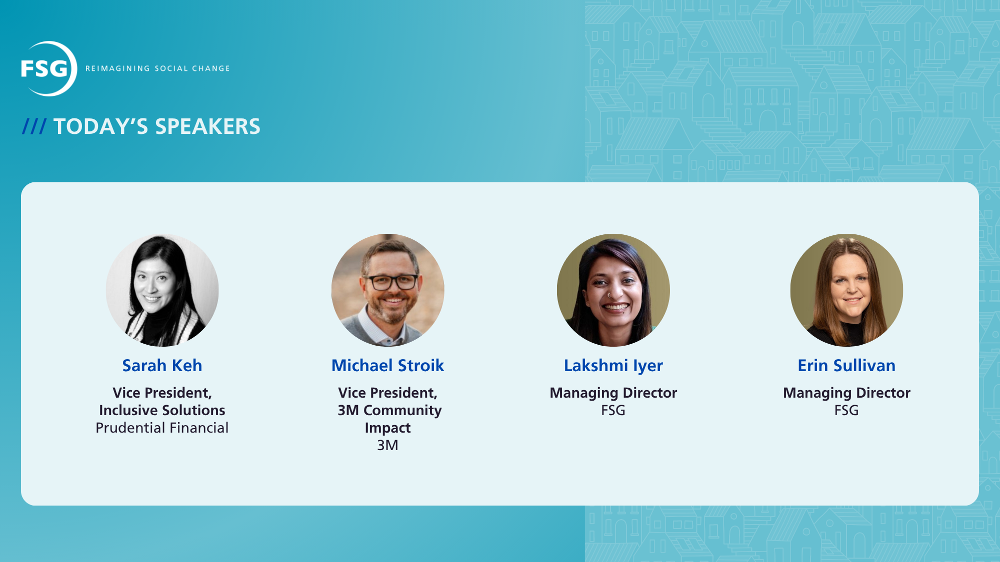 FSG
REIMAGINING SOCIAL CHANGE
/// TODAY’S SPEAKERS
Sarah Keh
Vice President,
Inclusive Solutions
Prudential Financial
Michael Stroik
Vice President,
3M Community
Impact
3M
Lakshmi Iyer
Managing Director
FSG
Erin Sullivan
Managing Director
FSG